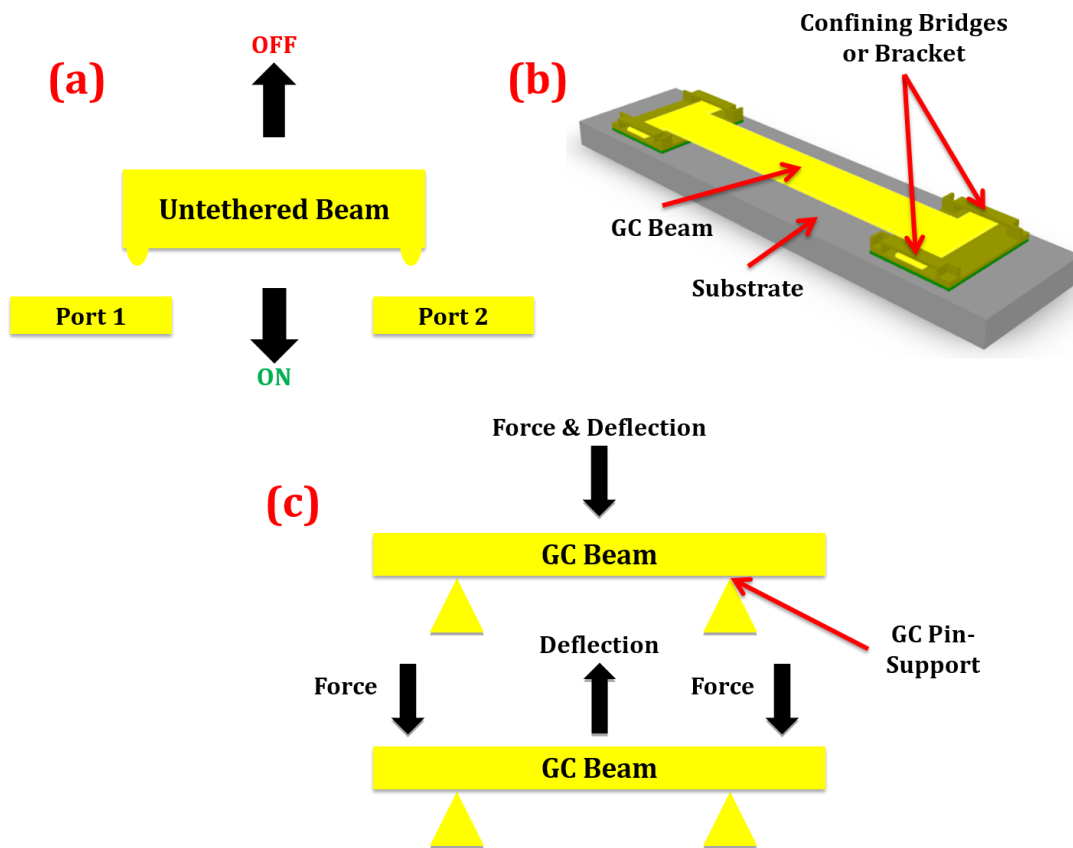 (a)
OFF
Untethered Beam
Port 1
Port 2
ON
(b)
Confining Bridges
or Bracket
GC Beam
Substrate
(c)
Force & Deflection
GC Beam
GC Pin-
Support
Deflection
Force
Force
GC Beam